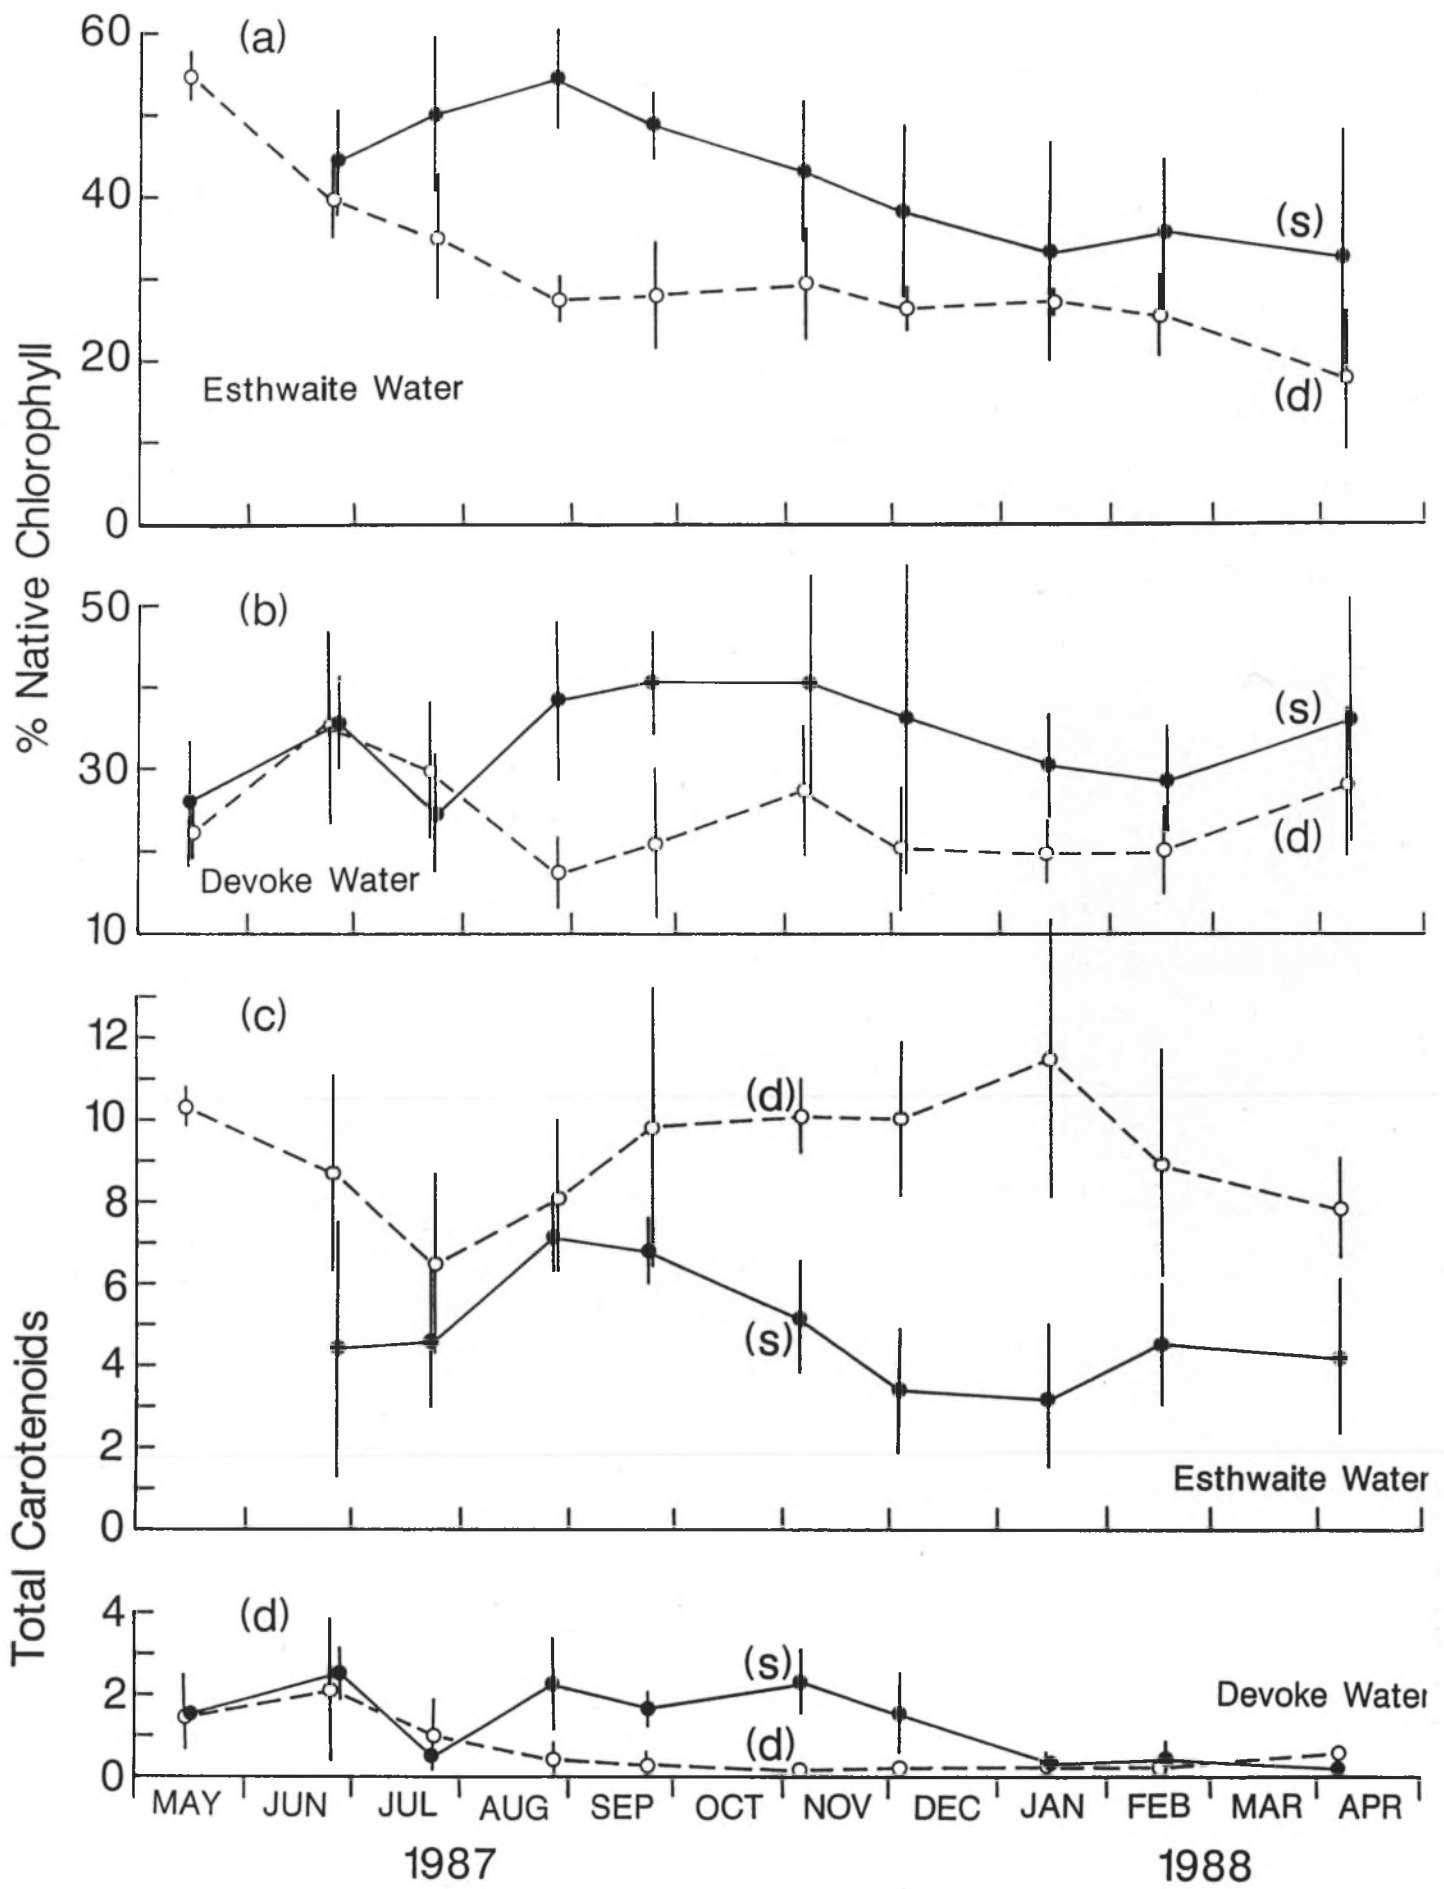 % Native Chlorophyll
60
40
20
0
(a)
(s)
(d)
Esthwaite Water
50
30
10
(b)
(s)
(d)
Devoke Water
Total Carotenoids
12
10
8
6
4
2
0
(c)
(d)
(s)
Esthwaite Water
4
2
0
(d)
(s)
(d)
Devoke Water
MAY JUN JUL AUG SEP OCT NOV DEC JAN FEB MAR APR
1987 1988